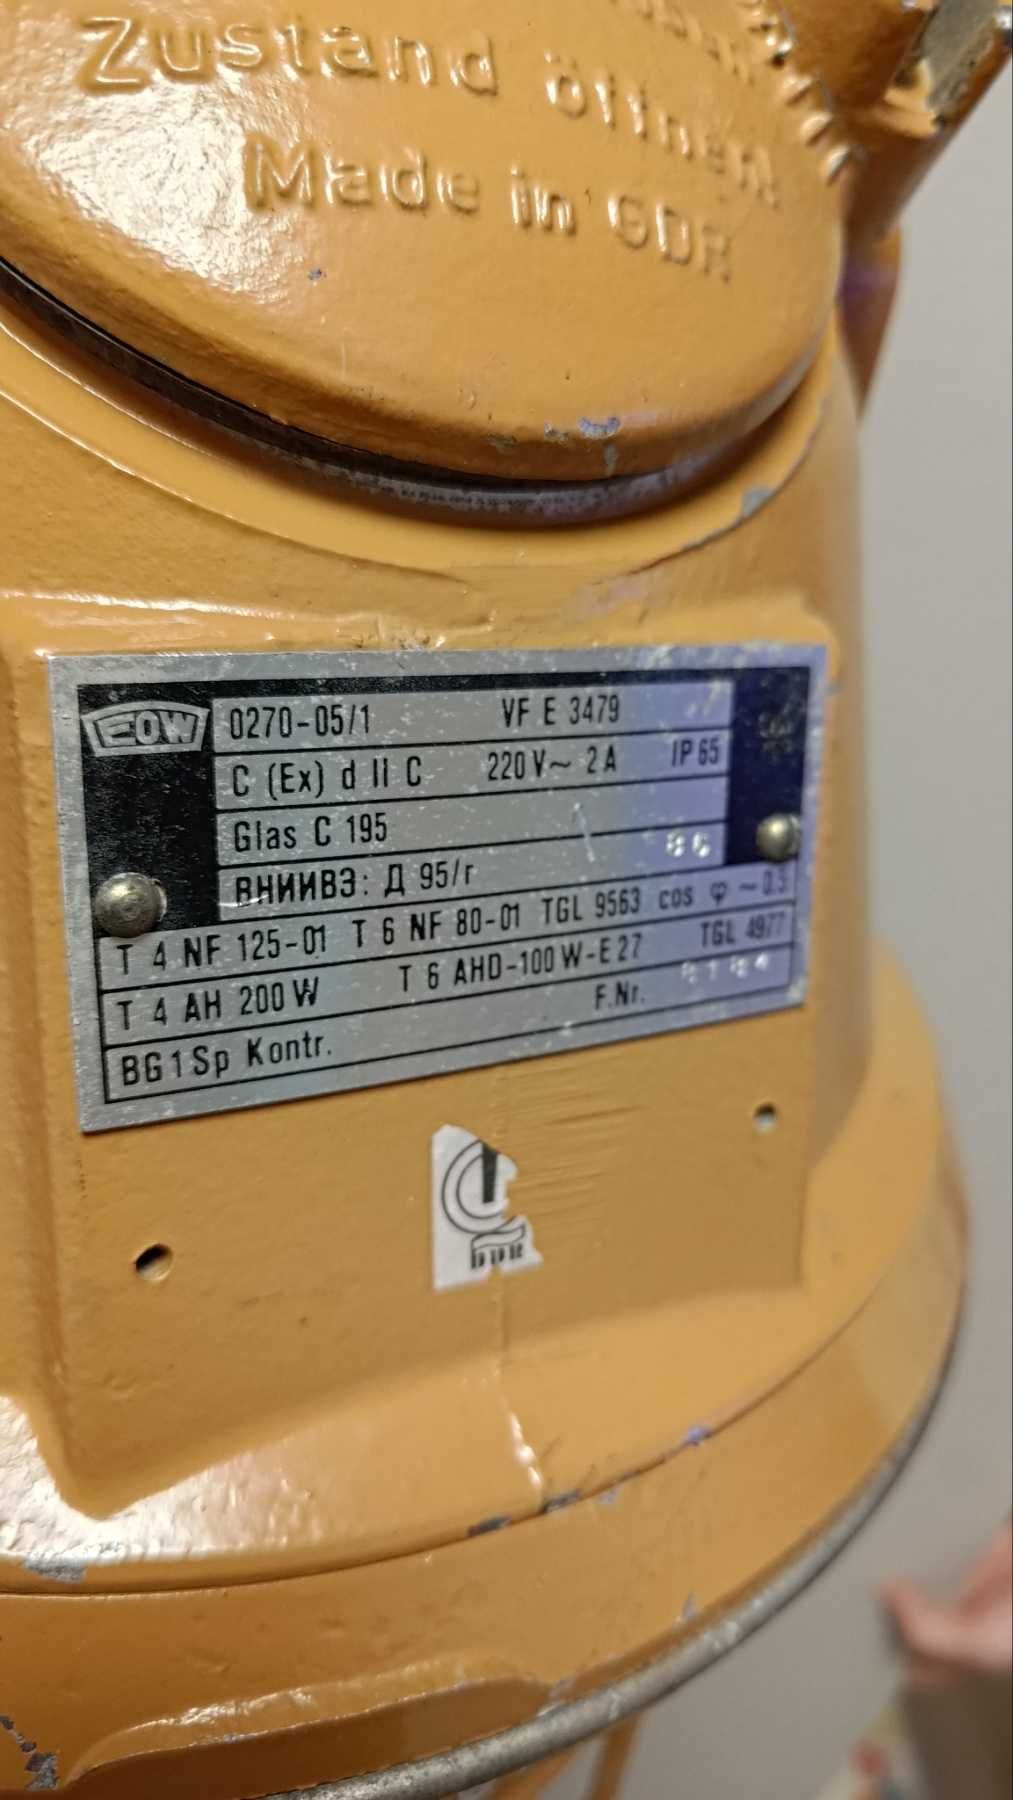 Zustand öffnen
Made in GDR
EOW 0270-05/1 VF E 3479
C (Ex) d II C 220 V~ 2 A IP 65
Glas C 195
86
ВНИИВЭ: Д 95/г
T 4 NF 125-01 T 6 NF 80-01 TGL 9563 cos φ ~ 0.5
T 4 AH 200 W T 6 AHD-100 W-E 27 TGL 4977
BG 1 Sp Kontr. F.Nr.
DDR